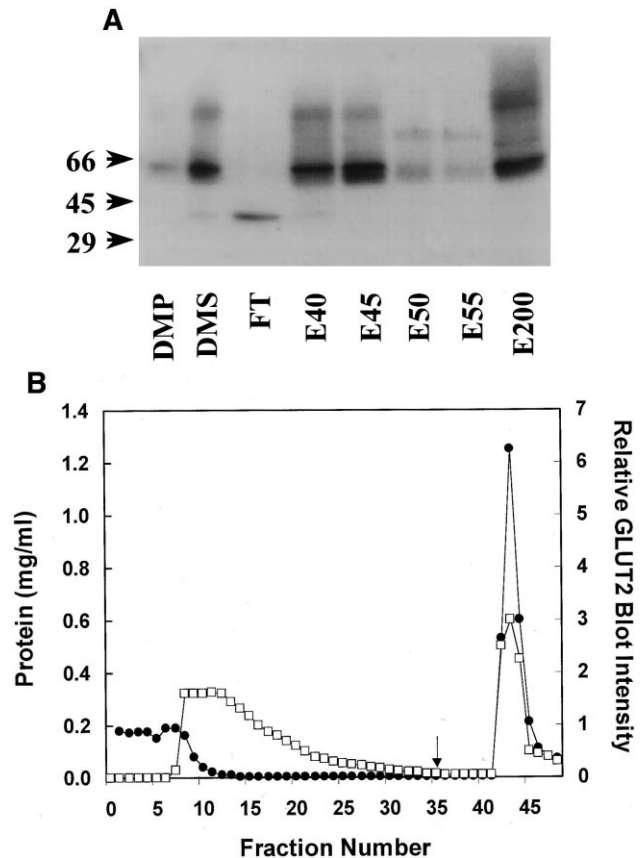 A
66
45
29
DMP
DMS
FT
E40
E45
E50
E55
E200
B
1.4
1.2
1.0
0.8
0.6
0.4
0.2
0.0
Protein (mg/ml)
7
6
5
4
3
2
1
0
Relative GLUT2 Blot Intensity
0 5 10 15 20 25 30 35 40 45
Fraction Number